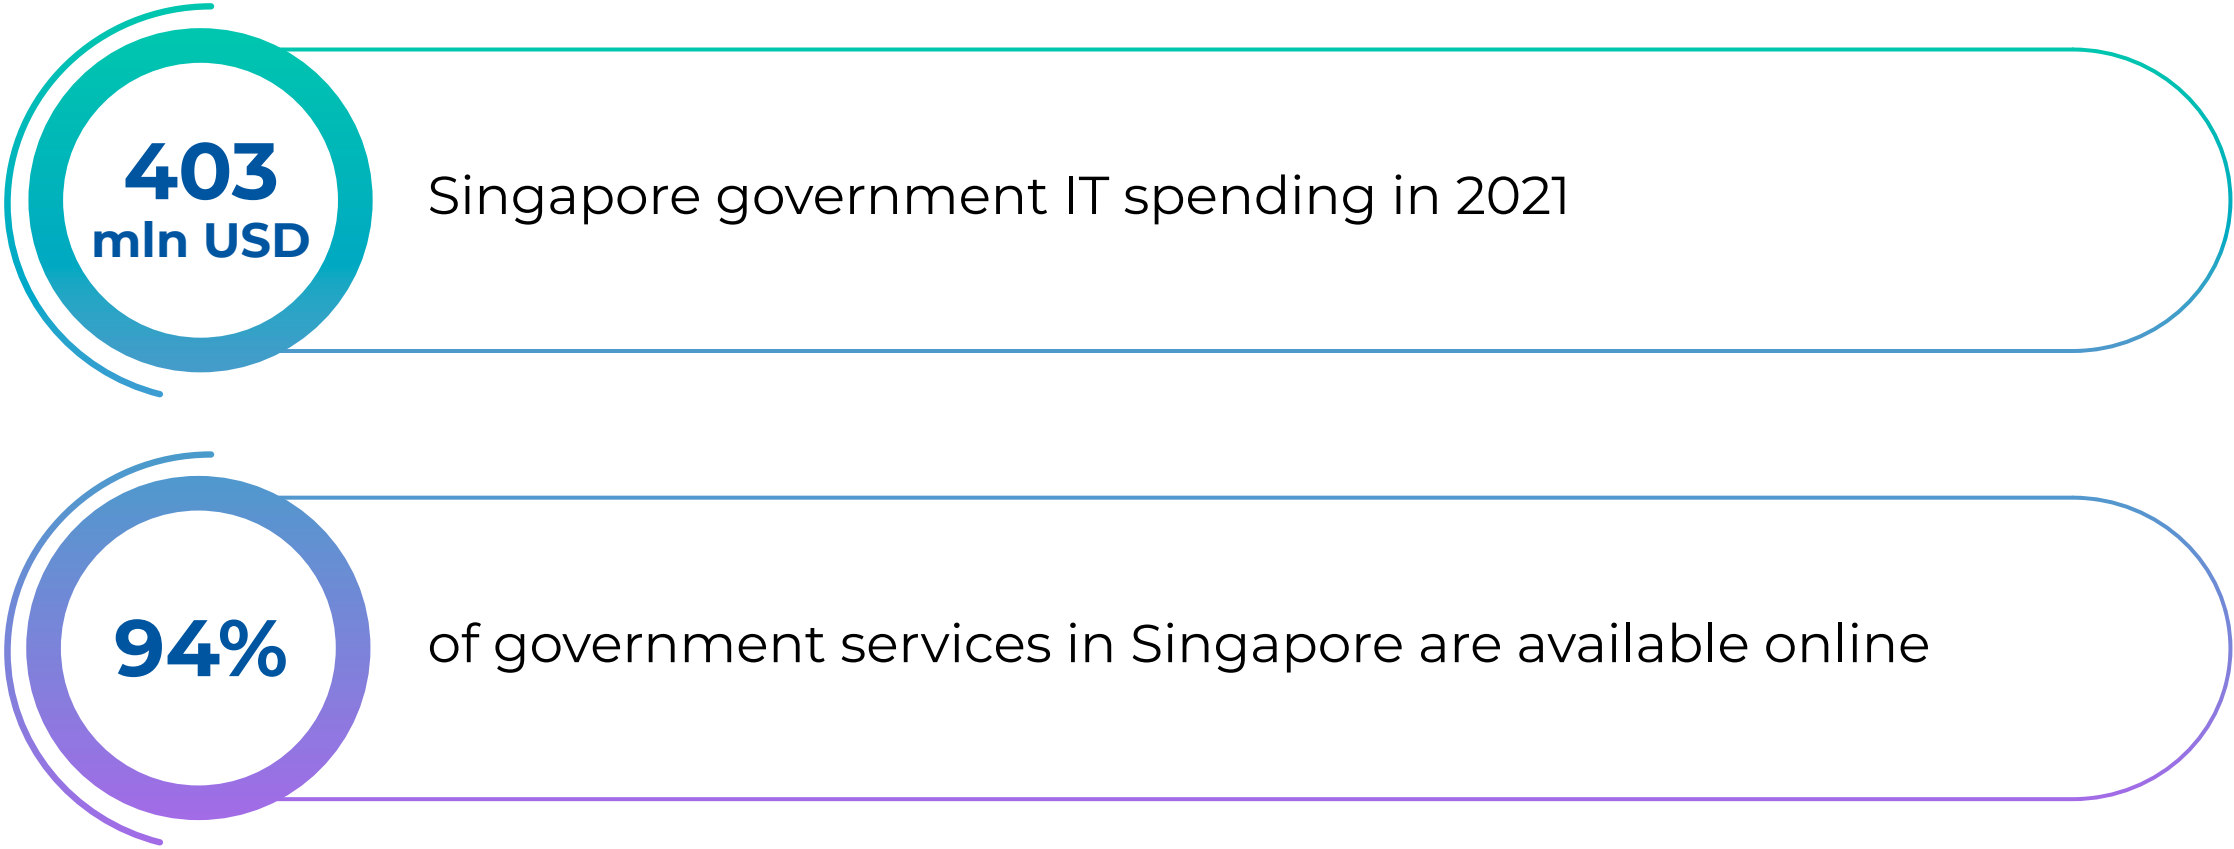 403
mln USD
Singapore government IT spending in 2021
94%
of government services in Singapore are available online